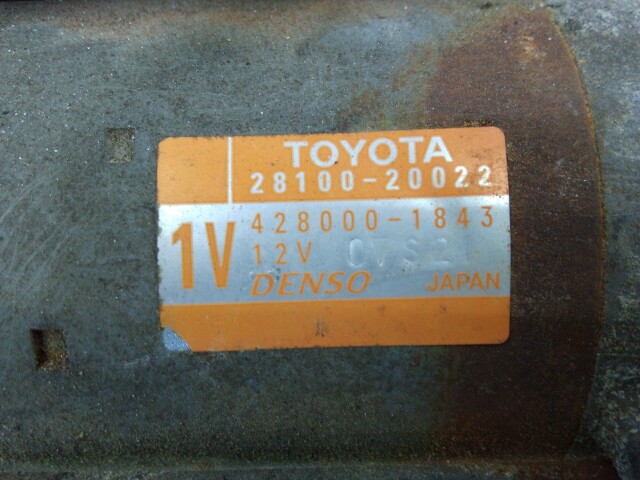 TOYOTA
28100-20022
1V
428000-1843
12V
DENSO JAPAN